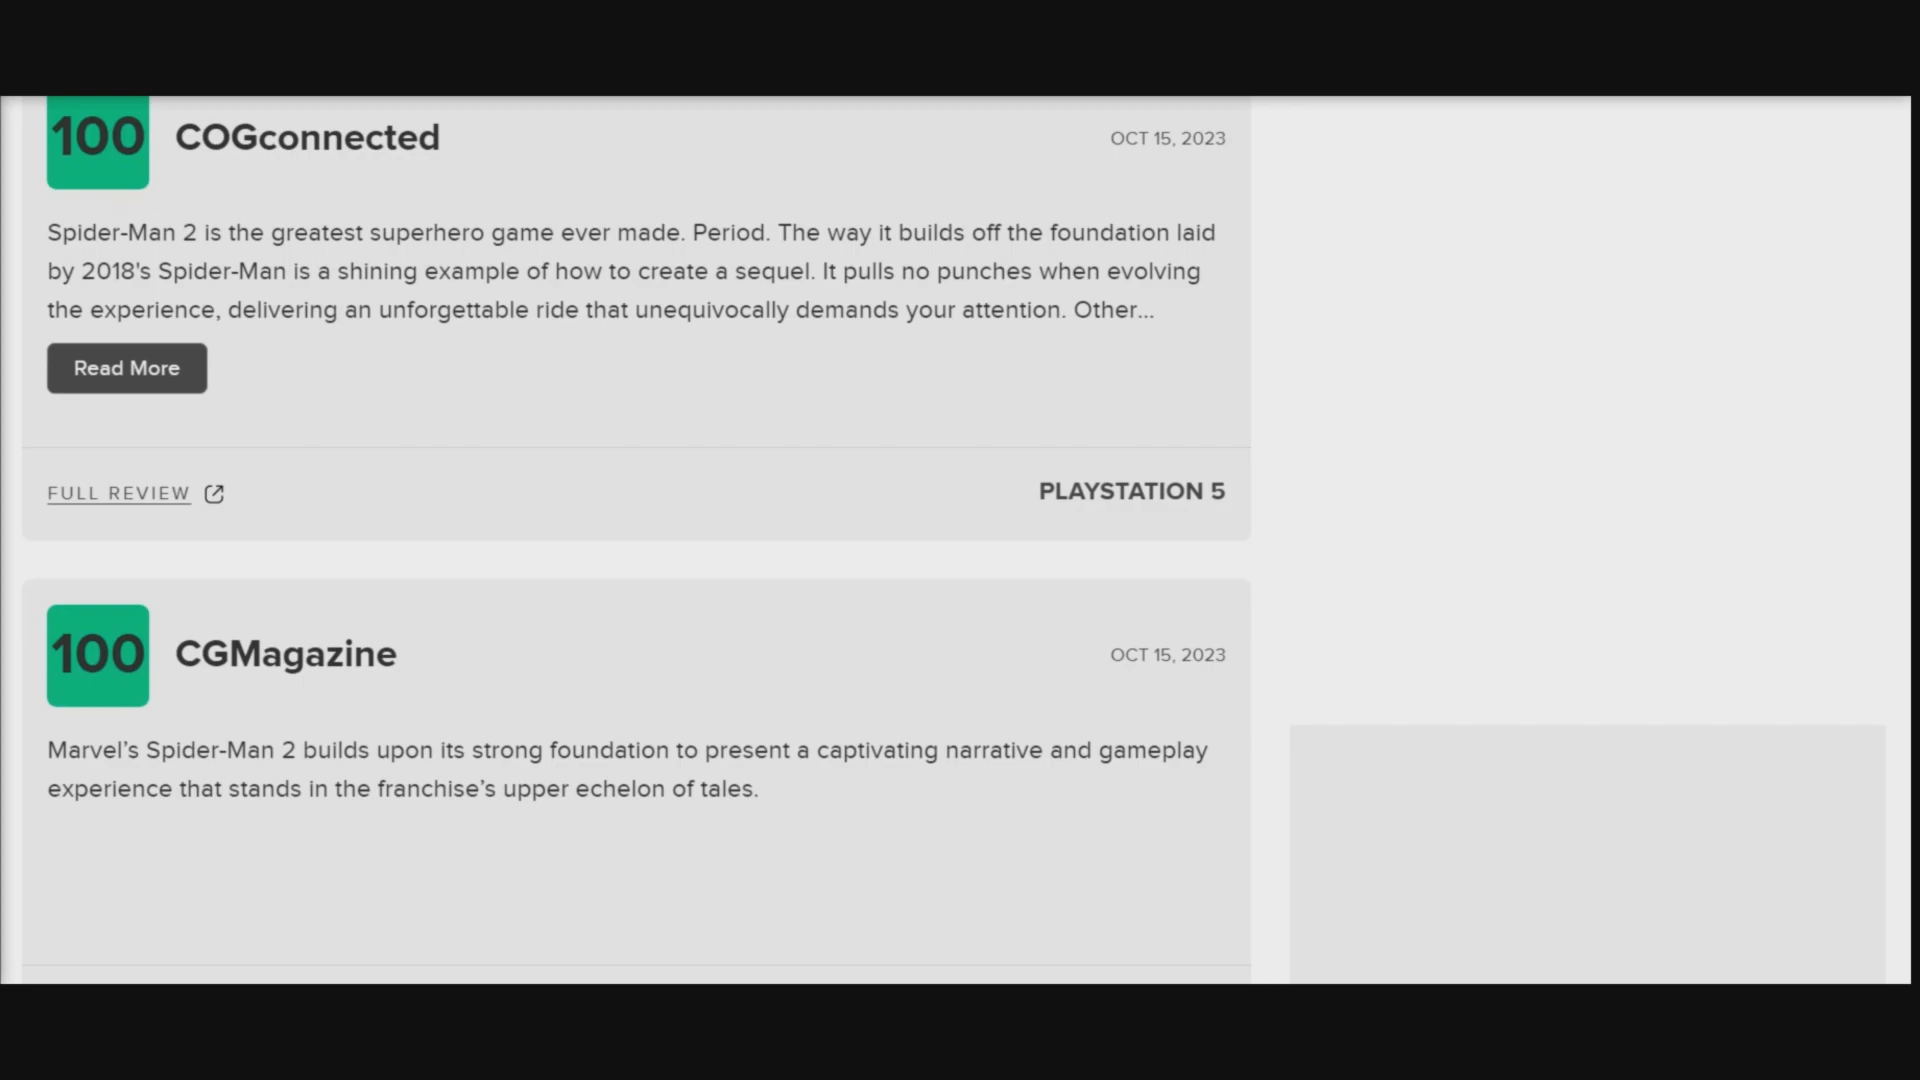 100 COGconnected OCT 15, 2023
Spider-Man 2 is the greatest superhero game ever made. Period. The way it builds off the foundation laid
by 2018's Spider-Man is a shining example of how to create a sequel. It pulls no punches when evolving
the experience, delivering an unforgettable ride that unequivocally demands your attention. Other...
Read More
FULL REVIEW PLAYSTATION 5
100 CGMagazine OCT 15, 2023
Marvel’s Spider-Man 2 builds upon its strong foundation to present a captivating narrative and gameplay
experience that stands in the franchise’s upper echelon of tales.